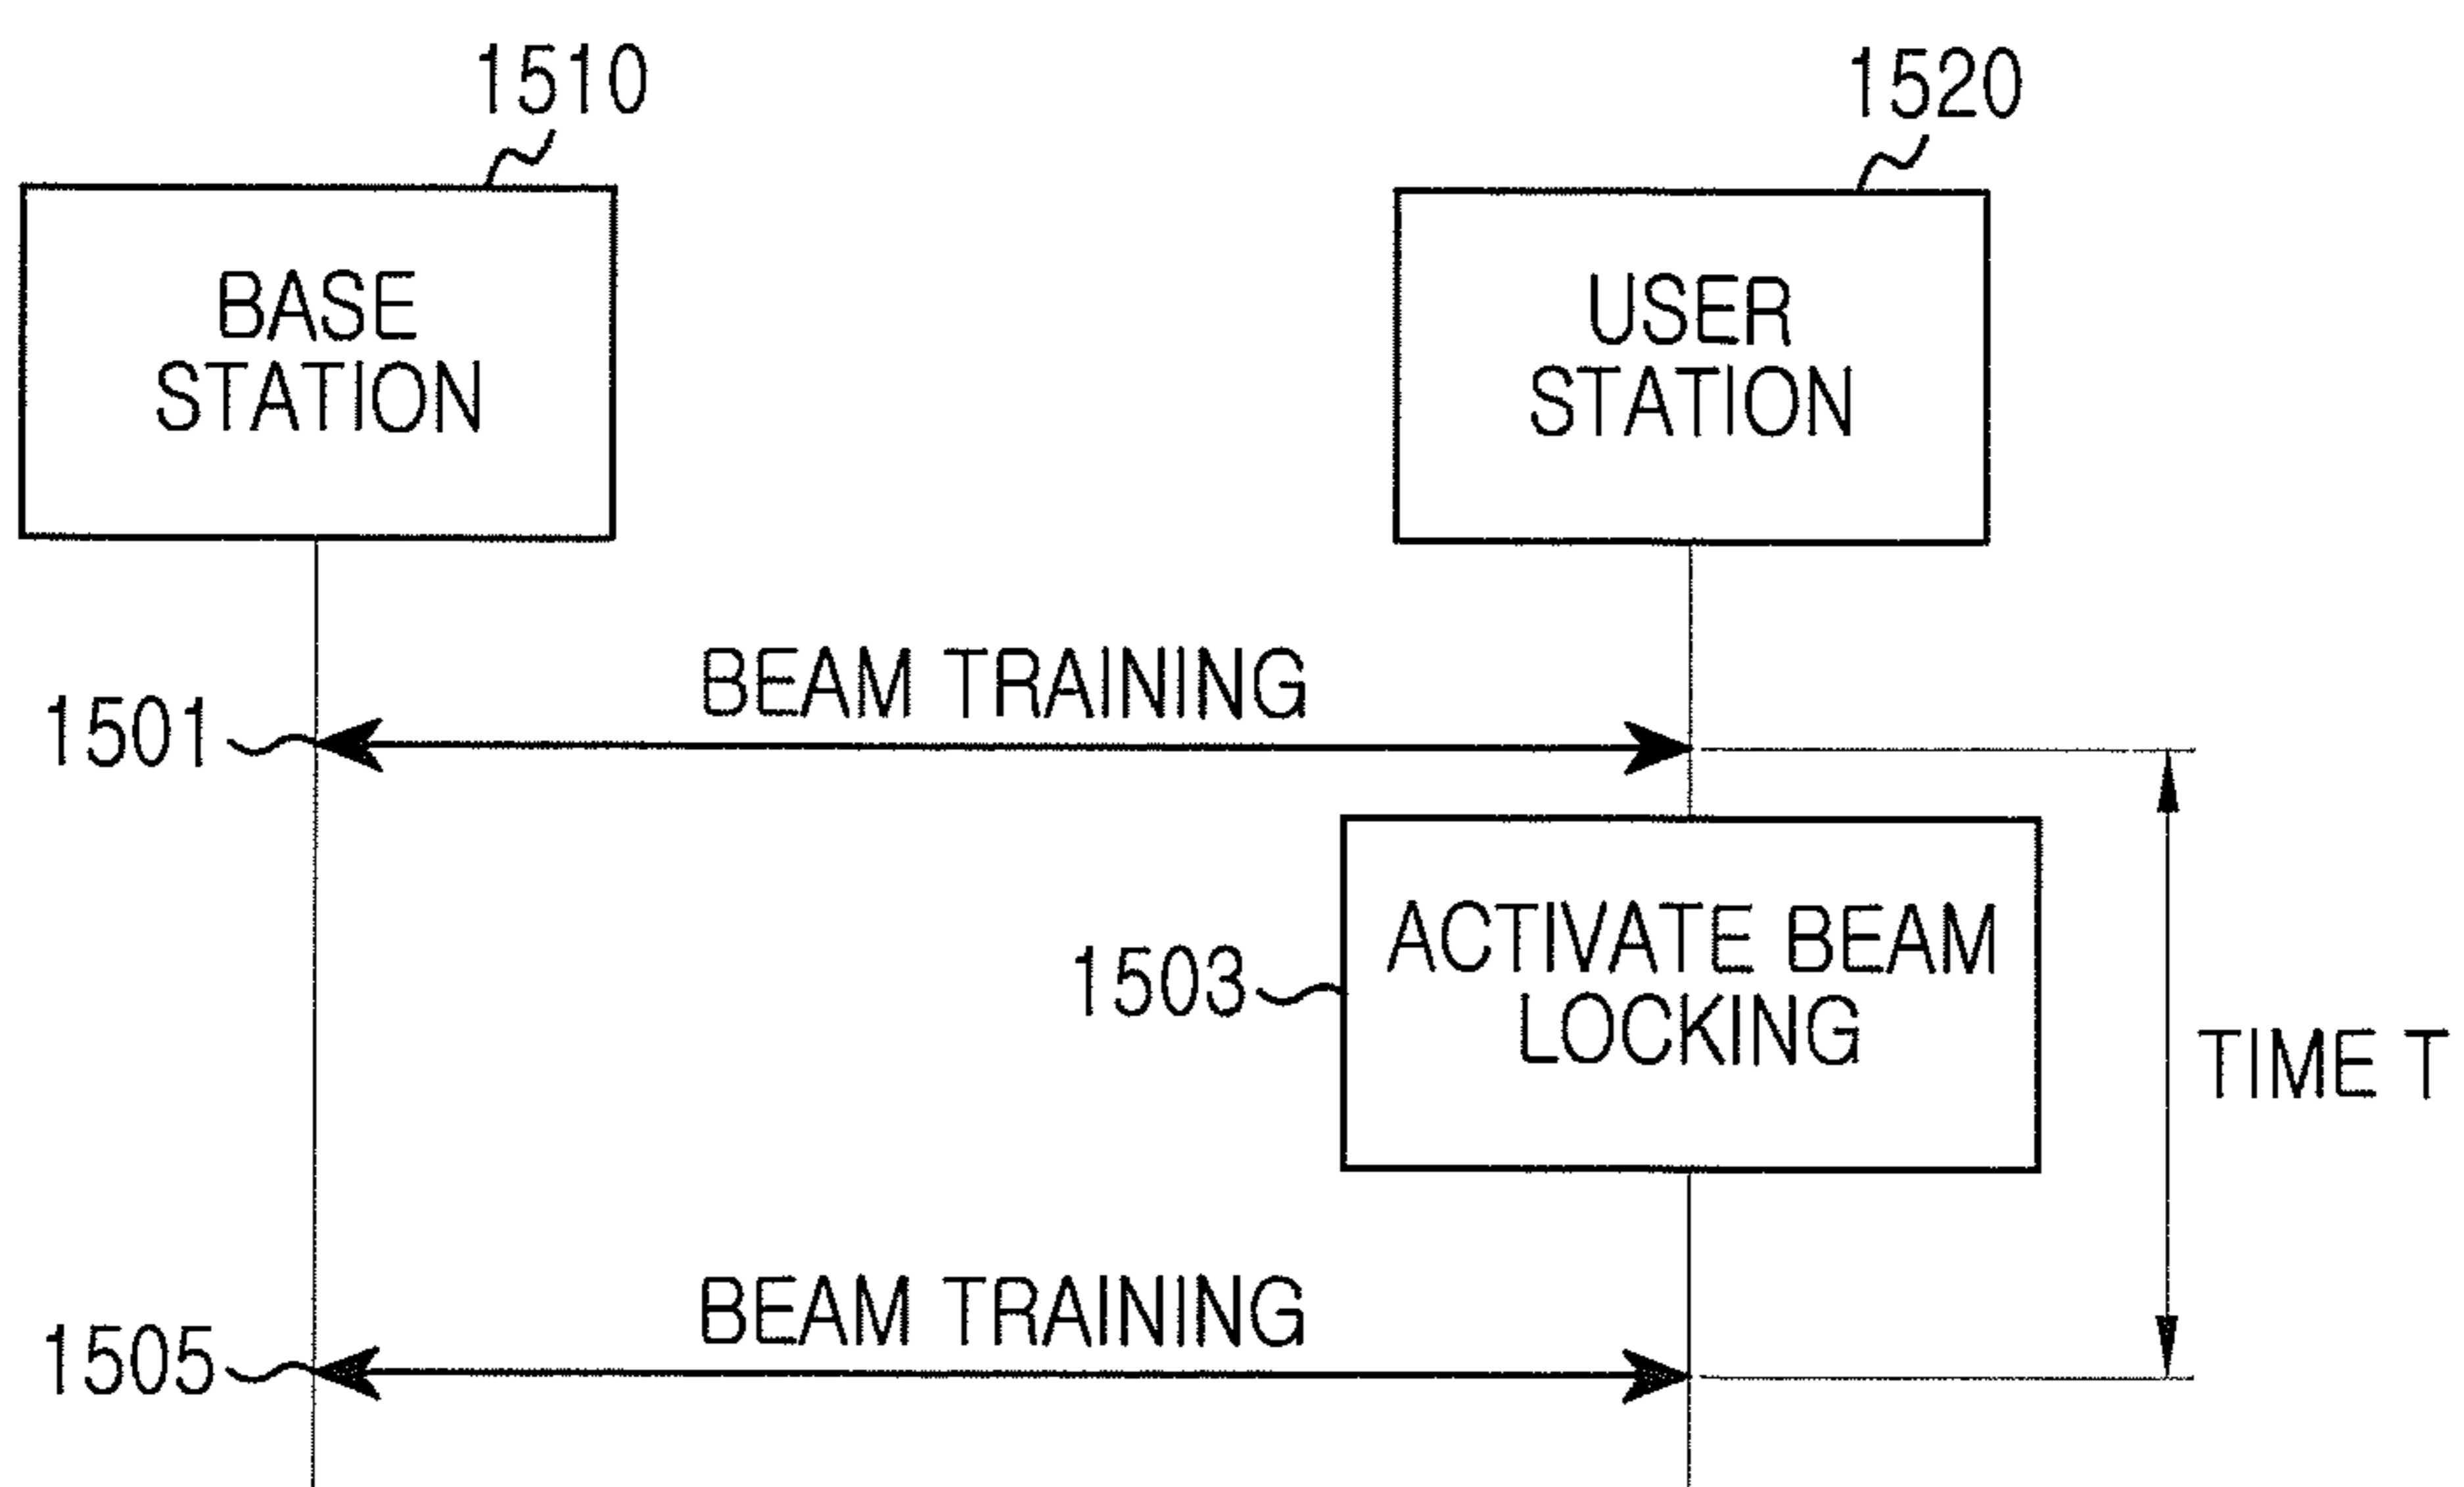 1510
1520
BASE
STATION
USER
STATION
BEAM TRAINING
1501
ACTIVATE BEAM
LOCKING
1503
TIME T
BEAM TRAINING
1505